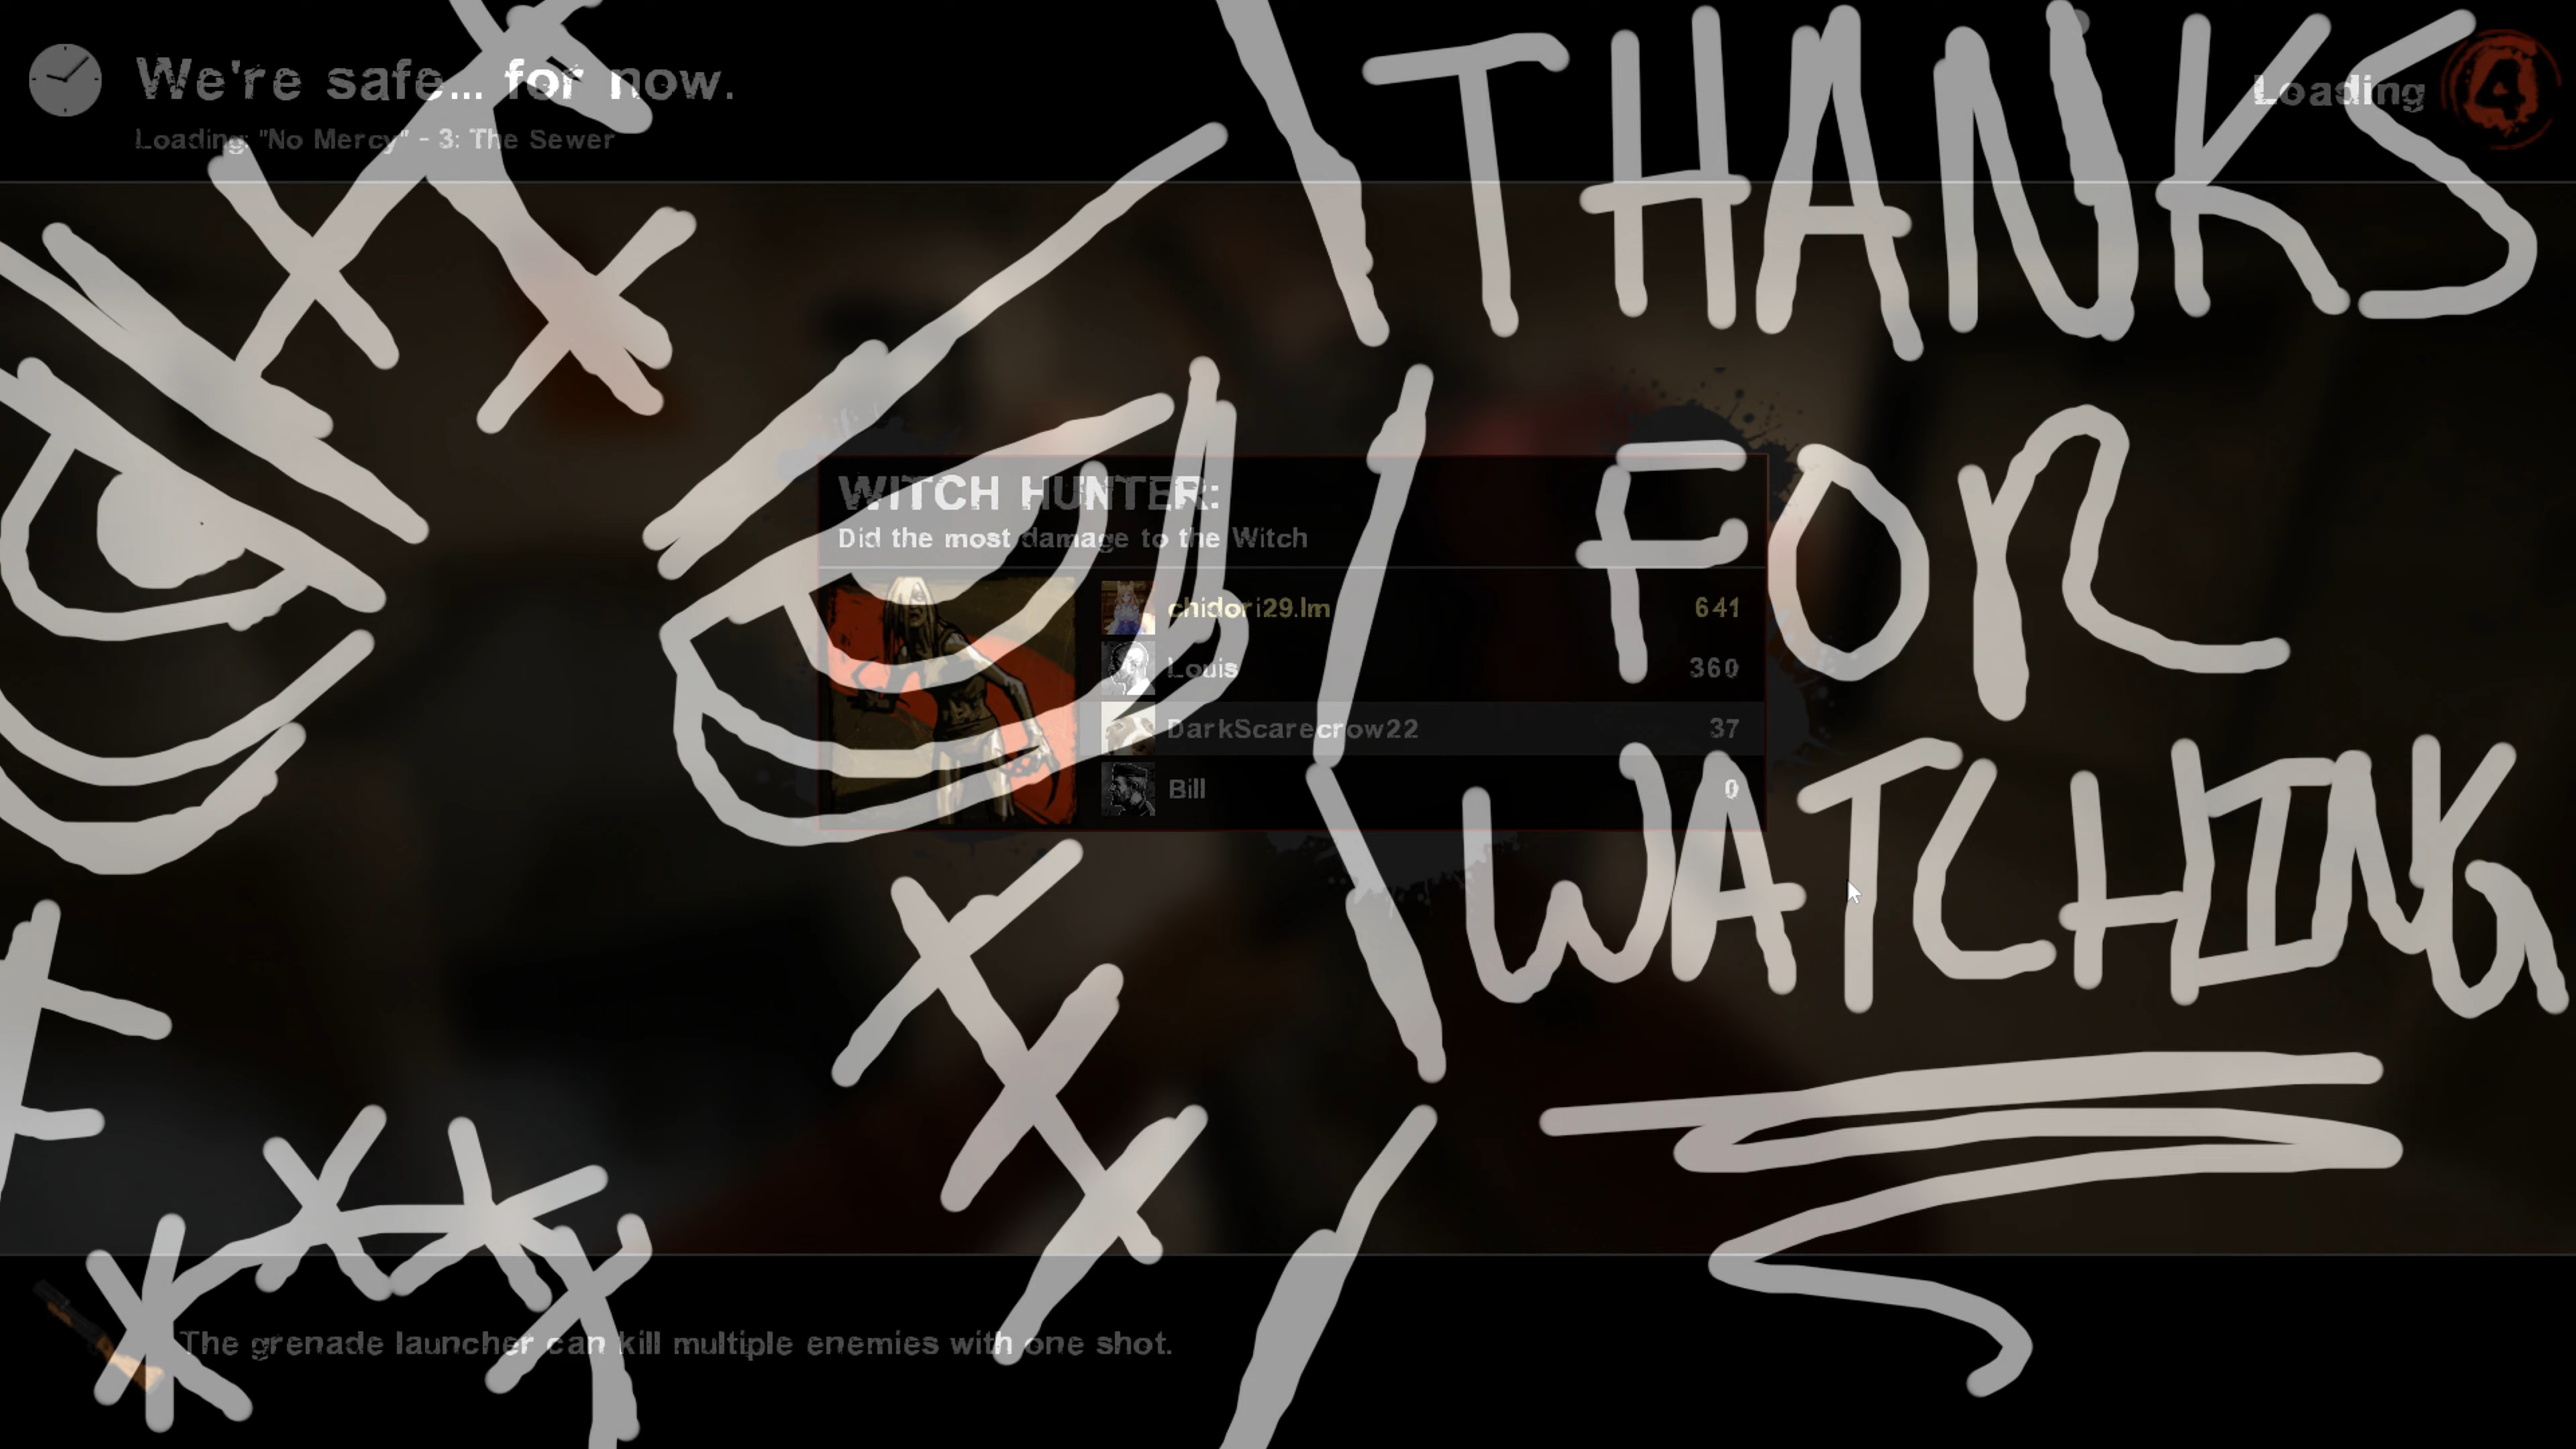 We're safe... for now.
Loading: "No Mercy" - 3: The Sewer
Loading
4
THANKS
FOR
WATCHING
WITCH HUNTER:
Did the most damage to the Witch
chidori29.lm 641
Louis 360
DarkScarecrow22 37
Bill 0
The grenade launcher can kill multiple enemies with one shot.